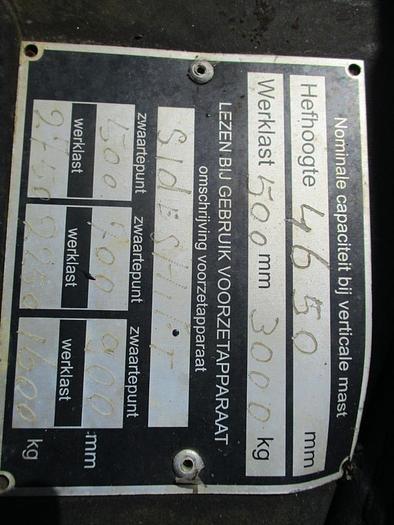 Nominale capaciteit bij verticale mast
Hefhoogte 4650 mm
Werklast 500 mm 3000 kg
LEZEN BIJ GEBRUIK VOORZETAPPARAAT
omschrijving voorzetapparaat
SIDESHIFT
zwaartepunt zwaartepunt zwaartepunt
500 700 900 mm
werklast werklast werklast
2750 2250 1600 kg